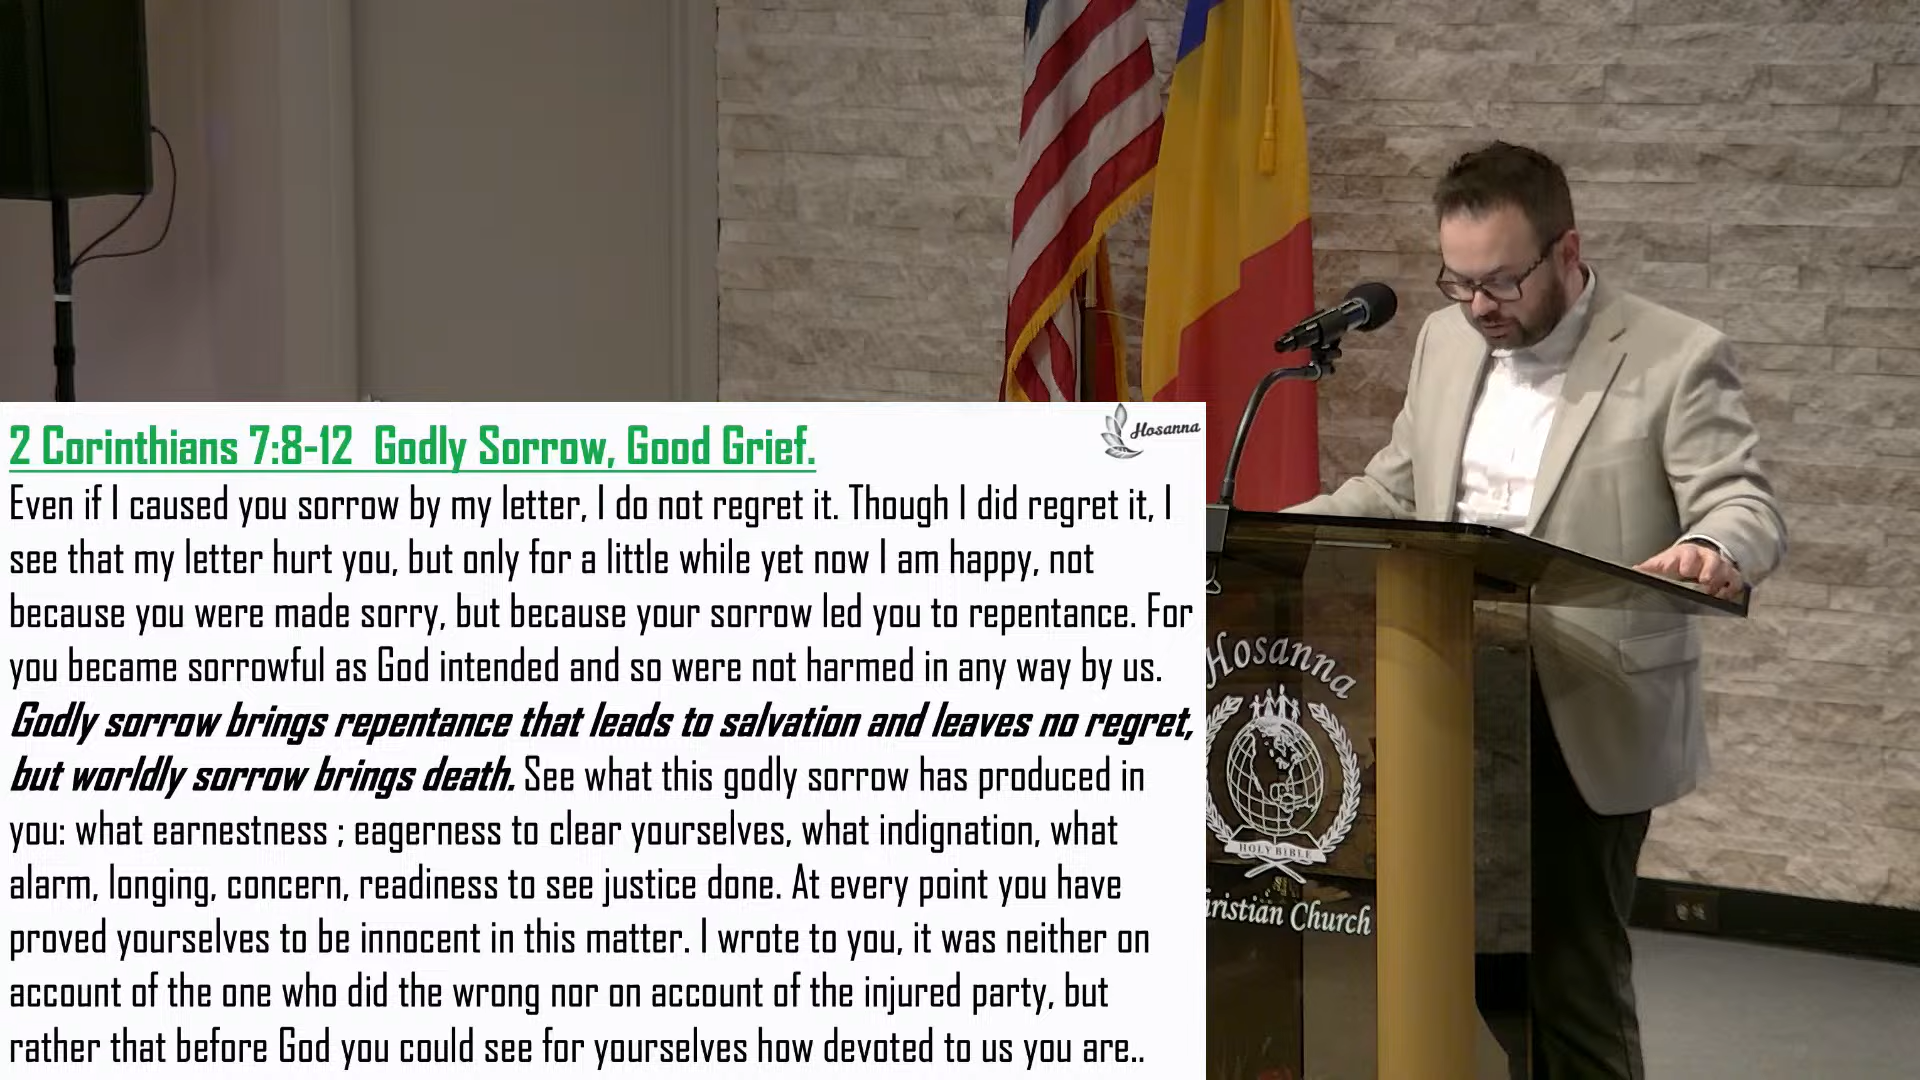 2 Corinthians 7:8-12 Godly Sorrow, Good Grief.
Hosanna
Even if I caused you sorrow by my letter, I do not regret it. Though I did regret it, I
see that my letter hurt you, but only for a little while yet now I am happy, not
because you were made sorry, but because your sorrow led you to repentance. For
you became sorrowful as God intended and so were not harmed in any way by us.
Godly sorrow brings repentance that leads to salvation and leaves no regret,
but worldly sorrow brings death. See what this godly sorrow has produced in
you: what earnestness ; eagerness to clear yourselves, what indignation, what
alarm, longing, concern, readiness to see justice done. At every point you have
proved yourselves to be innocent in this matter. I wrote to you, it was neither on
account of the one who did the wrong nor on account of the injured party, but
rather that before God you could see for yourselves how devoted to us you are..
Hosanna
HOLY BIBLE
hristian Church